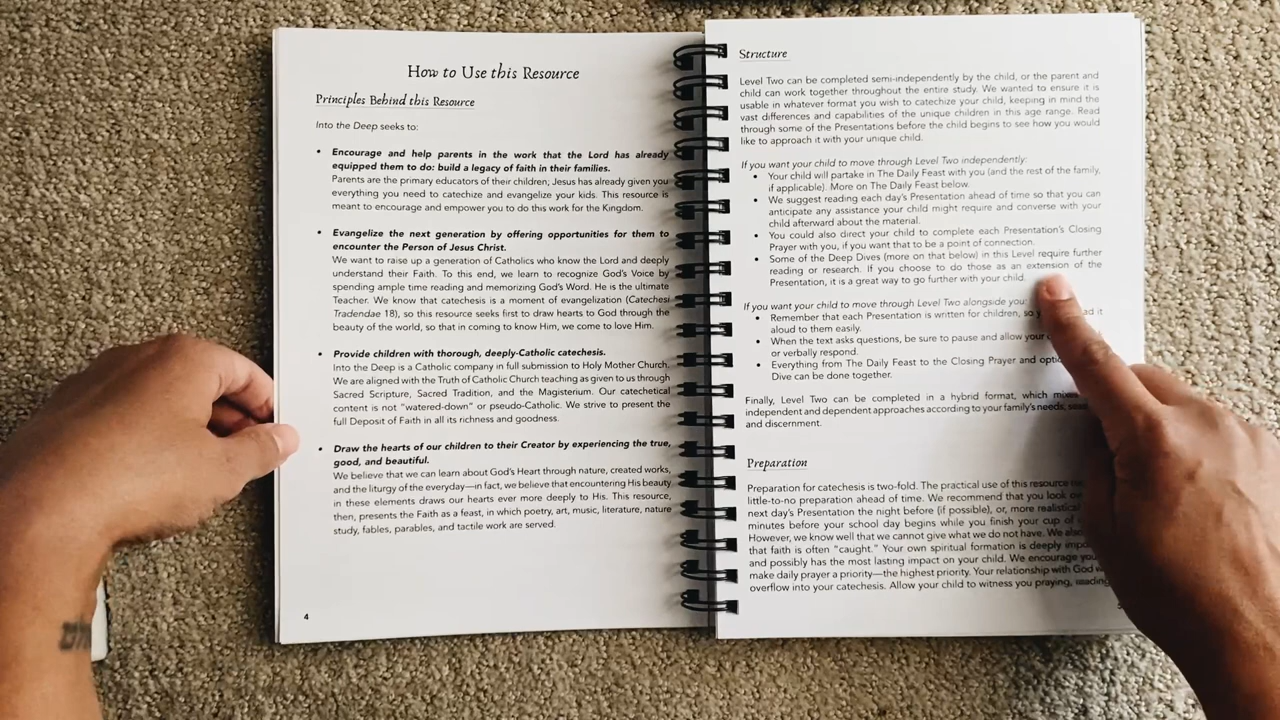 How to Use this Resource
Principles Behind this Resource
Into the Deep seeks to:
• Encourage and help parents in the work that the Lord has already
equipped them to do: build a legacy of faith in their families.
Parents are the primary educators of their children; Jesus has already given you
everything you need to catechize and evangelize your kids. This resource is
meant to encourage and empower you to do this work for the Kingdom.
• Evangelize the next generation by offering opportunities for them to
encounter the Person of Jesus Christ.
We want to raise up a generation of Catholics who know the Lord and deeply
understand their Faith. To this end, we learn to recognize God's Voice by
spending ample time reading and memorizing God's Word. He is the ultimate
Teacher. We know that catechesis is a moment of evangelization (Catechesi
Tradendae 18), so this resource seeks first to draw hearts to God through the
beauty of the world, so that in coming to know Him, we come to love Him.
• Provide children with thorough, deeply-Catholic catechesis.
Into the Deep is a Catholic company in full submission to Holy Mother Church.
We are aligned with the Truth of Catholic Church teaching as given to us through
Sacred Scripture, Sacred Tradition, and the Magisterium. Our catechetical
content is not "watered-down" or pseudo-Catholic. We strive to present the
full Deposit of Faith in all its richness and goodness.
• Draw the hearts of our children to their Creator by experiencing the true,
good, and beautiful.
We believe that we can learn about God's Heart through nature, created works,
and the liturgy of the everyday—in fact, we believe that encountering His beauty
in these elements draws our hearts ever more deeply to His. This resource,
then, presents the Faith as a feast, in which poetry, art, music, literature, nature
study, fables, parables, and tactile work are served.
4
Structure
Level Two can be completed semi-independently by the child, or the parent and
child can work together throughout the entire study. We wanted to ensure it is
usable in whatever format you wish to catechize your child, keeping in mind the
vast differences and capabilities of the unique children in this age range. Read
through some of the Presentations before the child begins to see how you would
like to approach it with your unique child.
If you want your child to move through Level Two independently:
• Your child will partake in The Daily Feast with you (and the rest of the family,
if applicable). More on The Daily Feast below.
• We suggest reading each day's Presentation ahead of time so that you can
anticipate any assistance your child might require and converse with your
child afterward about the material.
• You could also direct your child to complete each Presentation's Closing
Prayer with you, if you want that to be a point of connection.
• Some of the Deep Dives (more on that below) in this Level require further
reading or research. If you choose to do those as an extension of the
Presentation, it is a great way to go further with your child.
If you want your child to move through Level Two alongside you:
• Remember that each Presentation is written for children, so it
aloud to them easily.
• When the text asks questions, be sure to pause and allow your
or verbally respond.
• Everything from The Daily Feast to the Closing Prayer and
Dive can be done together.
Finally, Level Two can be completed in a hybrid format, which
independent and dependent approaches according to your family's needs,
and discernment.
Preparation
Preparation for catechesis is two-fold. The practical use of this resource
little-to-no preparation ahead of time. We recommend that you look
next day's Presentation the night before (if possible), or, more
minutes before your school day begins while you finish your cup of
However, we know well that we cannot give what we do not have. We
that faith is often "caught." Your own spiritual formation is deeply
and possibly has the most lasting impact on your child. We encourage
make daily prayer a priority—the highest priority. Your relationship with God
overflow into your catechesis. Allow your child to witness you praying, reading